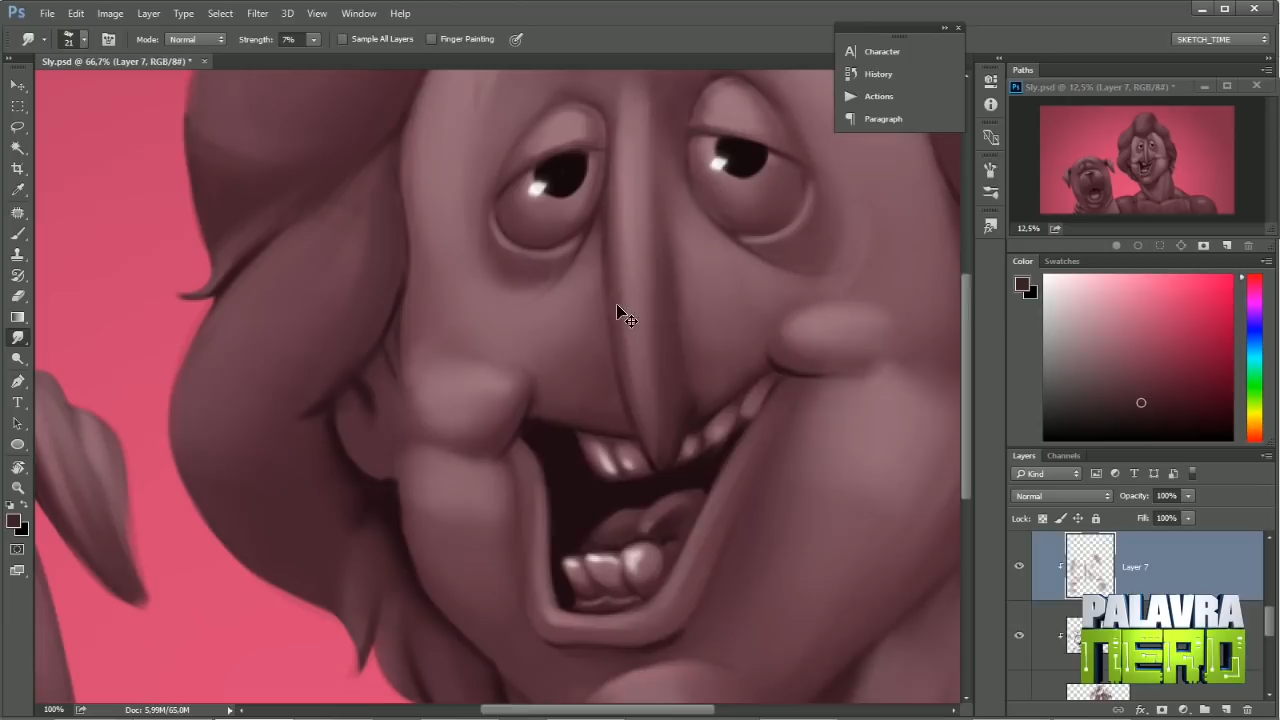 Ps File Edit Image Layer Type Select Filter 3D View Window Help
21 Mode: Normal Strength: 7% Sample All Layers Finger Painting SKETCH_TIME
Sly.psd @ 66,7% (Layer 7, RGB/8#) *
Character
History
Actions
Paragraph
Paths
Ps Sly.psd @ 12,5% (Layer 7, RGB/8#) *
12,5%
Color Swatches
Layers Channels
Kind
Normal Opacity: 100%
Lock: Fill: 100%
Layer 7
PALAVRA
NERD
100% Doc: 5,99M/65,0M